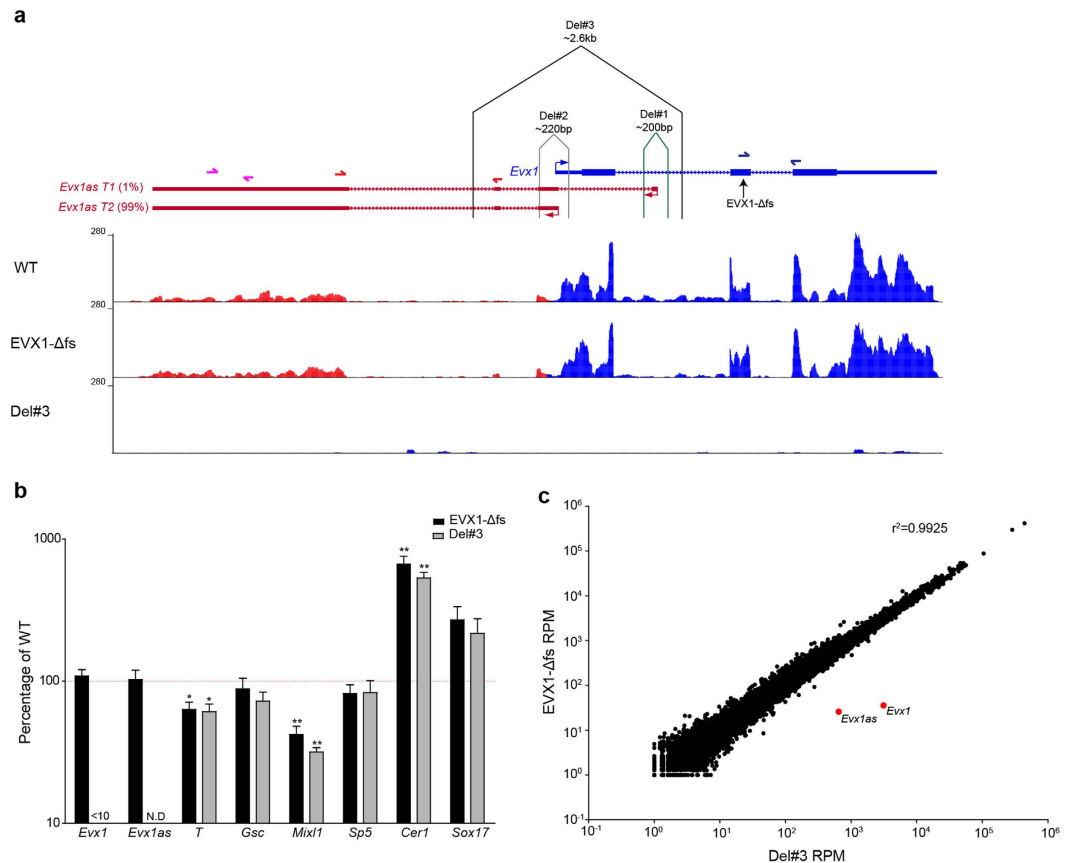 a
Del#3
~2.6kb
Del#2
~220bp
Del#1
~200bp
Evx1
Evx1as T1 (1%)
EVX1-Δfs
Evx1as T2 (99%)
280
WT
280
EVX1-Δfs
280
Del#3
b
EVX1-Δfs
Del#3
Percentage of WT
1000
100
10
** **
* *
** **
<10
N.D
Evx1 Evx1as T Gsc Mixl1 Sp5 Cer1 Sox17
c
r²=0.9925
EVX1-Δfs RPM
10⁶
10⁵
10⁴
10³
10²
10¹
10⁰
10⁻¹
Evx1as Evx1
10⁻¹ 10⁰ 10¹ 10² 10³ 10⁴ 10⁵ 10⁶
Del#3 RPM